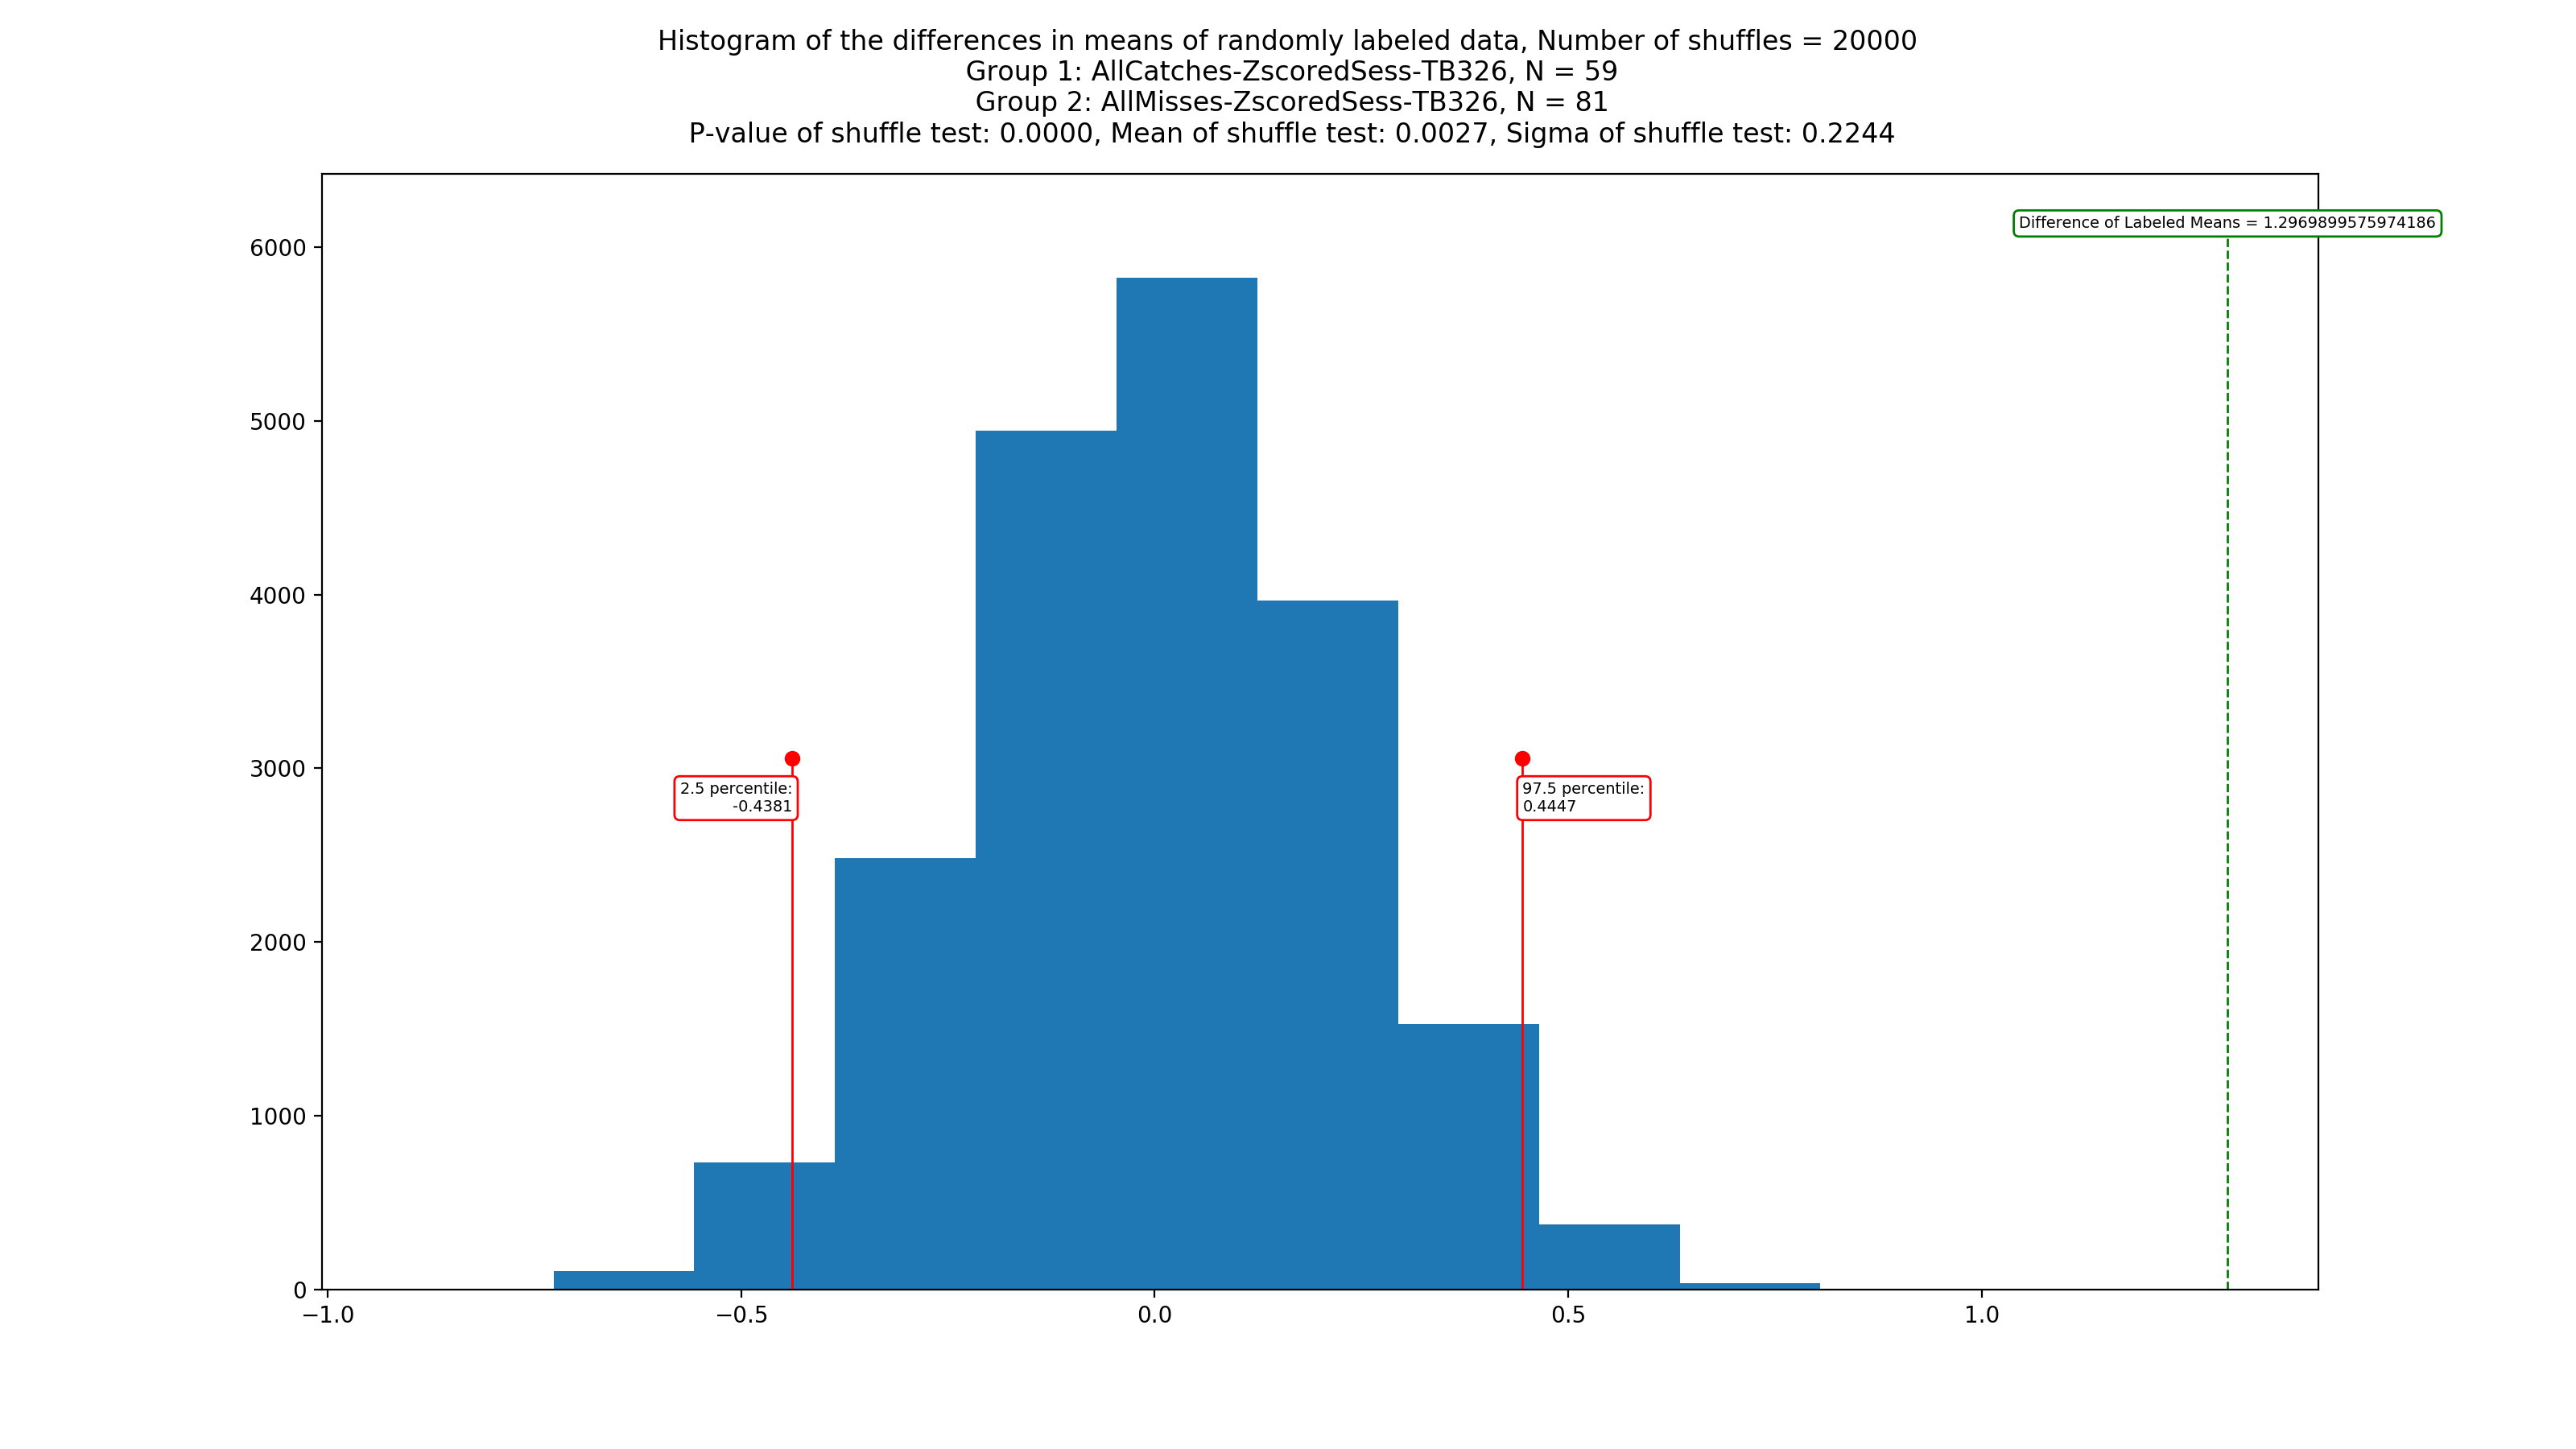 Histogram of the differences in means of randomly labeled data, Number of shuffles = 20000
Group 1: AllCatches-ZscoredSess-TB326, N = 59
Group 2: AllMisses-ZscoredSess-TB326, N = 81
P-value of shuffle test: 0.0000, Mean of shuffle test: 0.0027, Sigma of shuffle test: 0.2244
Difference of Labeled Means = 1.2969899575974186
6000
5000
4000
3000
2.5 percentile:
-0.4381
97.5 percentile:
0.4447
2000
1000
0
−1.0
−0.5
0.0
0.5
1.0